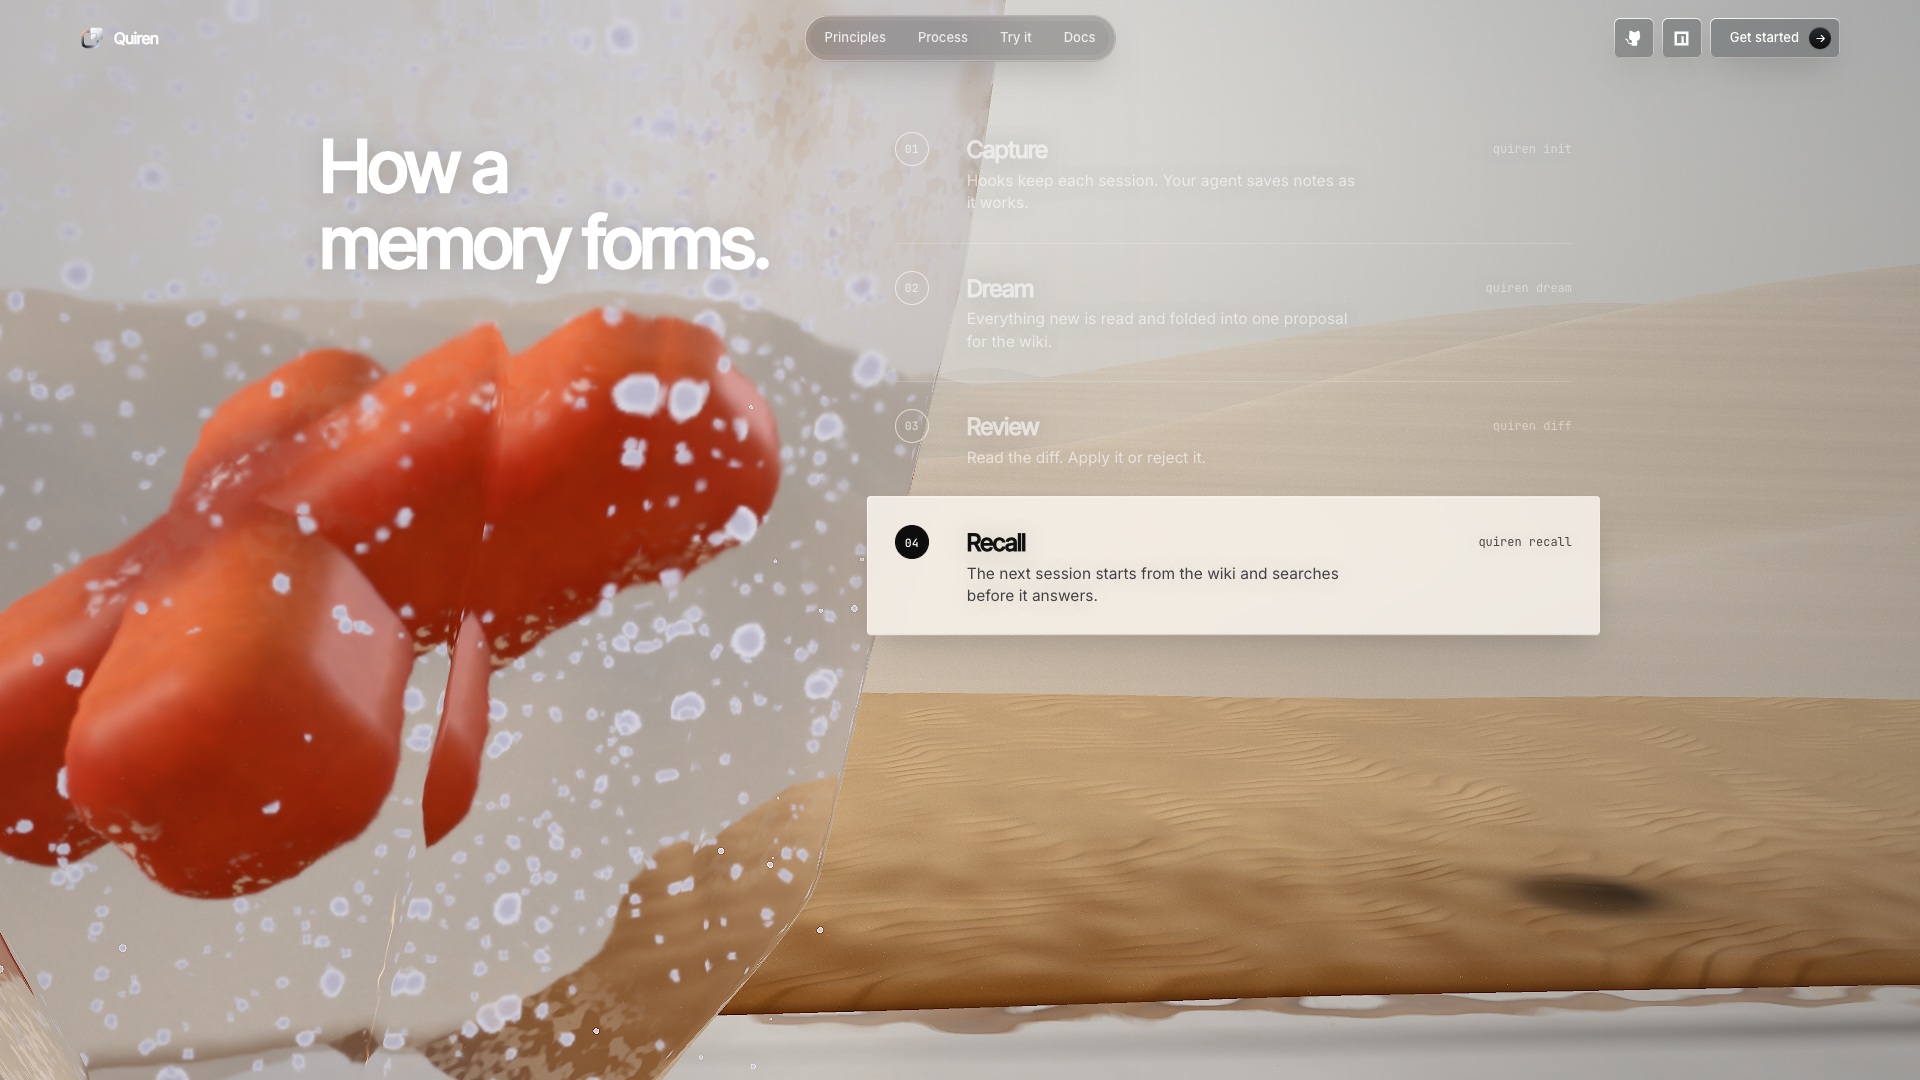 Quiren
Principles
Process
Try it
Docs
Get started
How a
memory forms.
01
Capture
quiren init
Hooks keep each session. Your agent saves notes as
it works.
02
Dream
quiren dream
Everything new is read and folded into one proposal
for the wiki.
03
Review
quiren diff
Read the diff. Apply it or reject it.
04
Recall
quiren recall
The next session starts from the wiki and searches
before it answers.